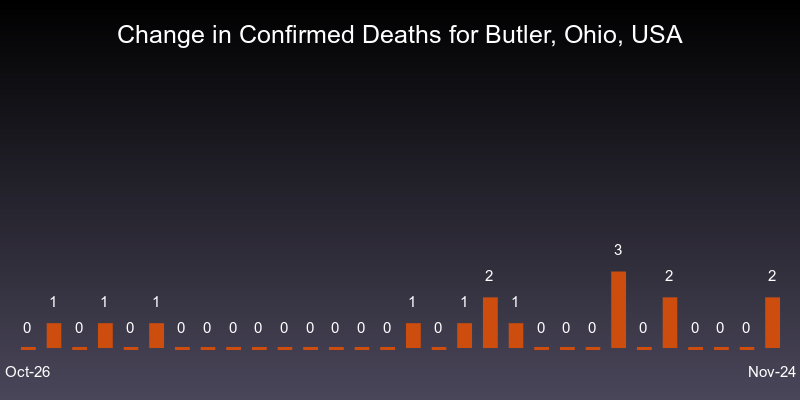 Change in Confirmed Deaths for Butler, Ohio, USA
3
2 2 2
1 1 1 1 1 1
0 0 0 0 0 0 0 0 0 0 0 0 0 0 0 0 0 0 0 0
Oct-26 Nov-24